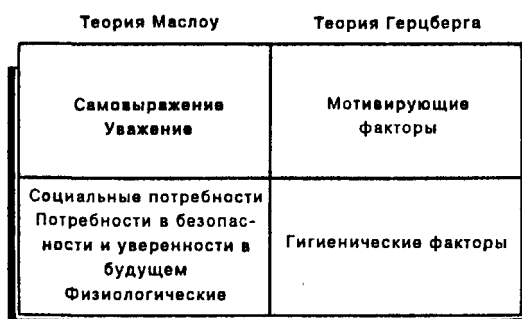 Теория Маслоу
Теория Герцберга
Самовыражение
Уважение
Мотивирующие
факторы
Социальные потребности
Потребности в безопас-
ности и уверенности в
будущем
Физиологические
Гигиенические факторы